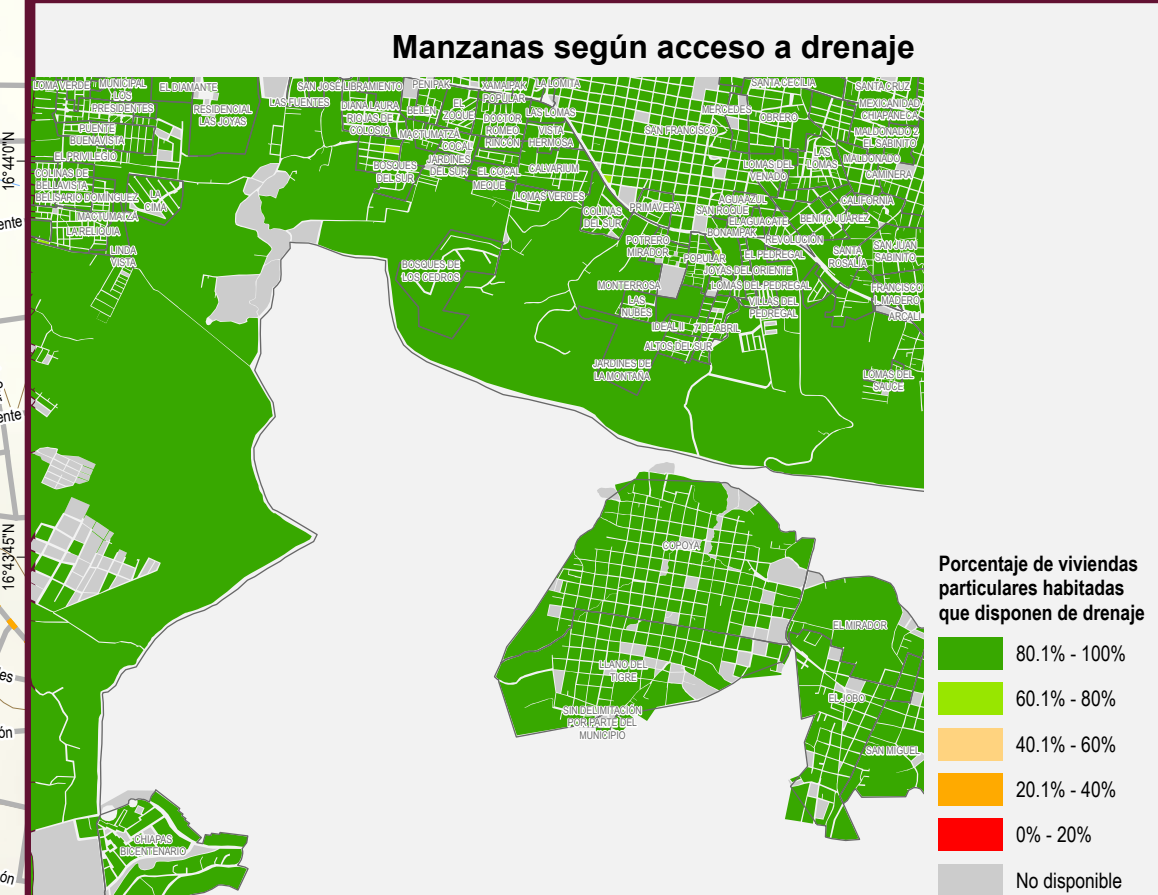 Manzanas según acceso a drenaje
16°44'0"N
16°43'45"N
ente
ente
es
ón
ón
LOMA VERDE
MUNICIPAL
LOS
PRESIDENTES
EL DIAMANTE
RESIDENCIAL
LAS JOYAS
PUENTE
BUENAVISTA
EL PRIVILEGIO
COLINAS DE
BELLAVISTA
BELISARIO DOMÍNGUEZ
MACTUMATZA
LA RELIQUIA
LA
CIMA
LINDA
VISTA
SAN JOSÉ LIBRAMIENTO
LAS FUENTES
DIANA LAURA
RIOJAS DE
COLOSIO
PENIPAK
BELÉN
EL
ZOQUE
MACTUMATZA
COCAL
JARDINES
DEL SUR
BOSQUES
DEL SUR
XAMAIPAK
POPULAR
DOCTOR
ROMEO
RINCÓN
EL COCAL
MEQUE
LA LOMITA
LAS LOMAS
VISTA
HERMOSA
CALVARIUM
LOMAS VERDES
SAN FRANCISCO
MERCEDES
SANTA CECILIA
OBRERO
SANTA CRUZ
MEXICANIDAD
CHIAPANECA
MALDONADO 2
EL SABINITO
LAS
LOMAS
MALDONADO
CAMINERA
LOMAS DEL
VENADO
CALIFORNIA
COLINAS
DEL SUR
PRIMAVERA
AGUA AZUL
SAN ROQUE
EL AGUACATE
BONAMPAK
BENITO JUÁREZ
REVOLUCIÓN
POTRERO
MIRADOR
POPULAR
EL PEDREGAL
SANTA
ROSALÍA
SAN JUAN
SABINITO
JOYAS DEL ORIENTE
BOSQUES DE
LOS CEDROS
MONTERROSA
LAS
NUBES
LOMAS DEL PEDREGAL
VILLAS DEL
PEDREGAL
FRANCISCO
I. MADERO
ARCALI
IDEAL II
7 DE ABRIL
ALTOS DEL SUR
JARDINES DE
LA MONTAÑA
LOMAS DEL
SAUCE
COPOYA
EL MIRADOR
LLANO DEL
TIGRE
EL JOBO
SIN DELIMITACIÓN
POR PARTE DEL
MUNICIPIO
SAN MIGUEL
CHIAPAS
BICENTENARIO
Porcentaje de viviendas
particulares habitadas
que disponen de drenaje
80.1% - 100%
60.1% - 80%
40.1% - 60%
20.1% - 40%
0% - 20%
No disponible